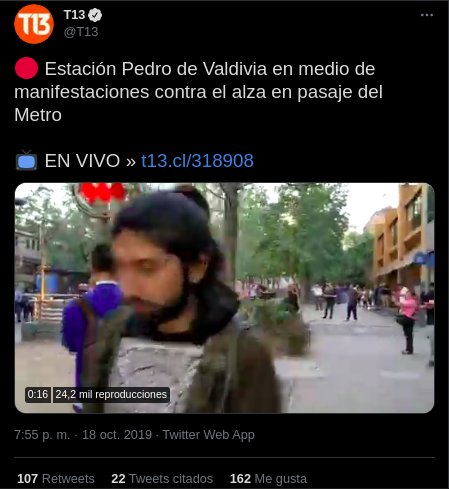 T13
T13
@T13
Estación Pedro de Valdivia en medio de
manifestaciones contra el alza en pasaje del
Metro
EN VIVO » t13.cl/318908
0:16 24,2 mil reproducciones
7:55 p. m. · 18 oct. 2019 · Twitter Web App
107 Retweets 22 Tweets citados 162 Me gusta